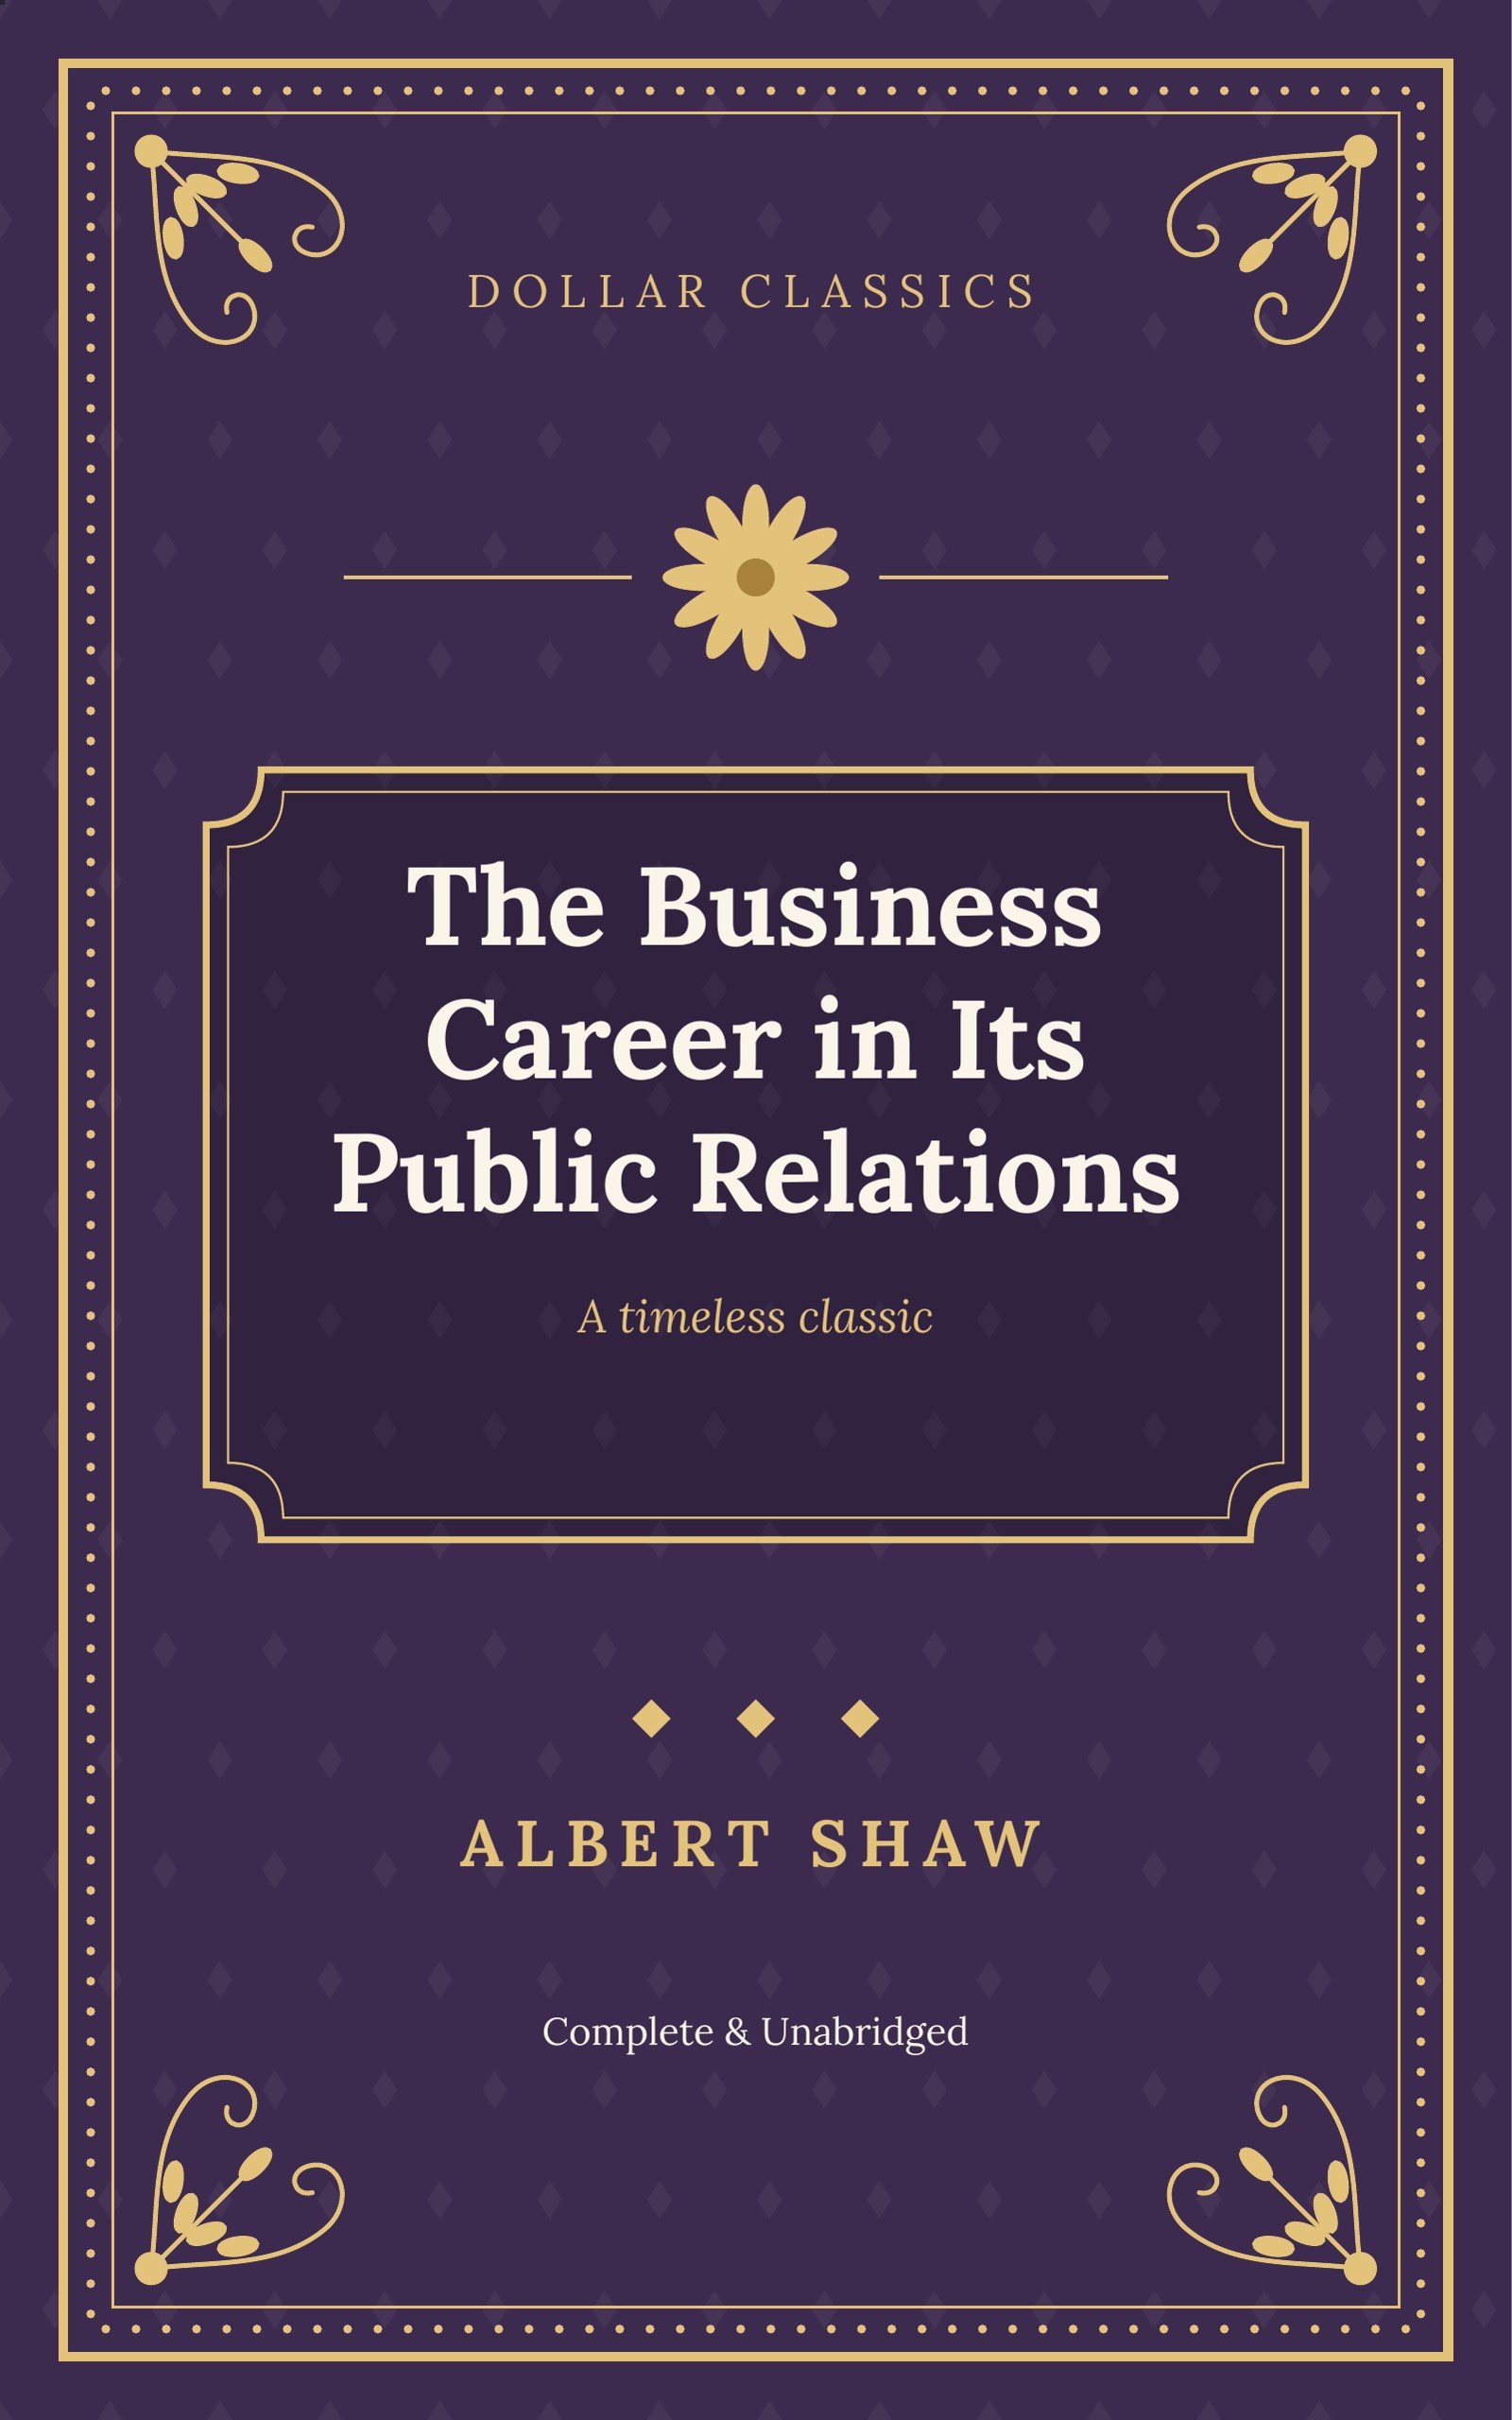 DOLLAR CLASSICS
The Business
Career in Its
Public Relations
A timeless classic
ALBERT SHAW
Complete & Unabridged